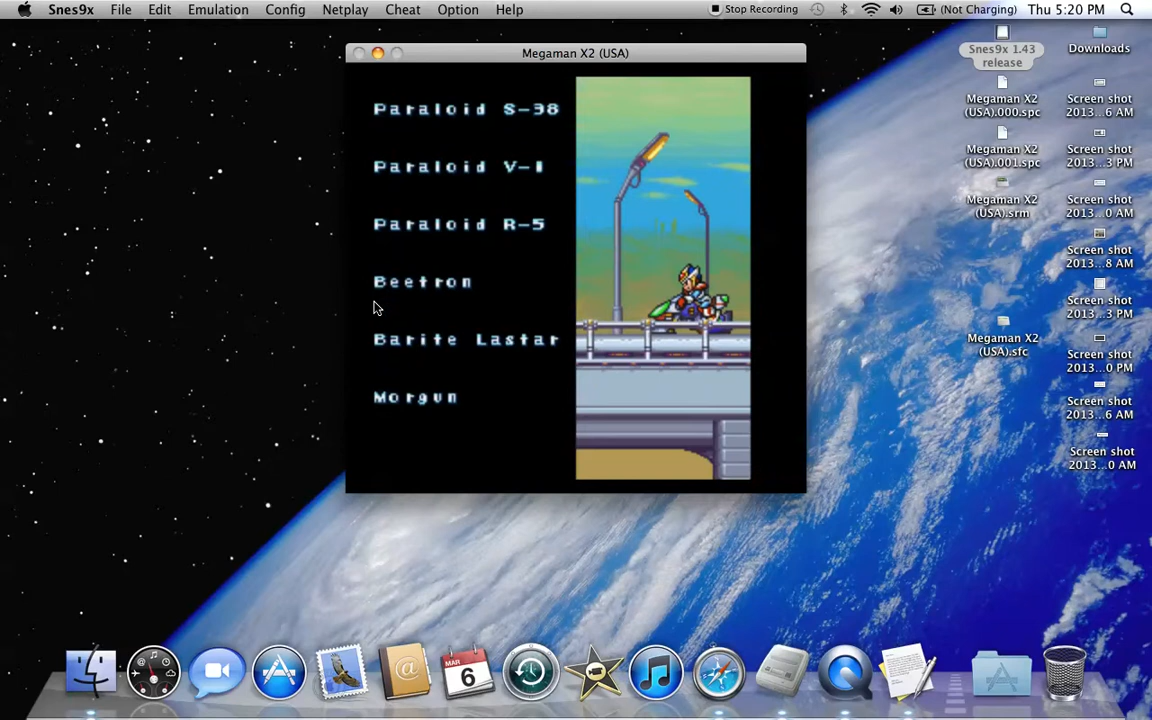 Snes9x File Edit Emulation Config Netplay Cheat Option Help Stop Recording (Not Charging) Thu 5:20 PM
Megaman X2 (USA)
Paraloid S-38
Paraloid V-1
Paraloid R-5
Beetron
Barite Lastar
Morgun
Snes9x 1.43
release
Megaman X2
(USA).000.spc
Megaman X2
(USA).001.spc
Megaman X2
(USA).srm
Megaman X2
(USA).sfc
Downloads
Screen shot
2013...6 AM
Screen shot
2013...3 PM
Screen shot
2013...0 AM
Screen shot
2013...8 AM
Screen shot
2013...3 PM
Screen shot
2013...0 PM
Screen shot
2013...6 AM
Screen shot
2013...0 AM
MAR
6